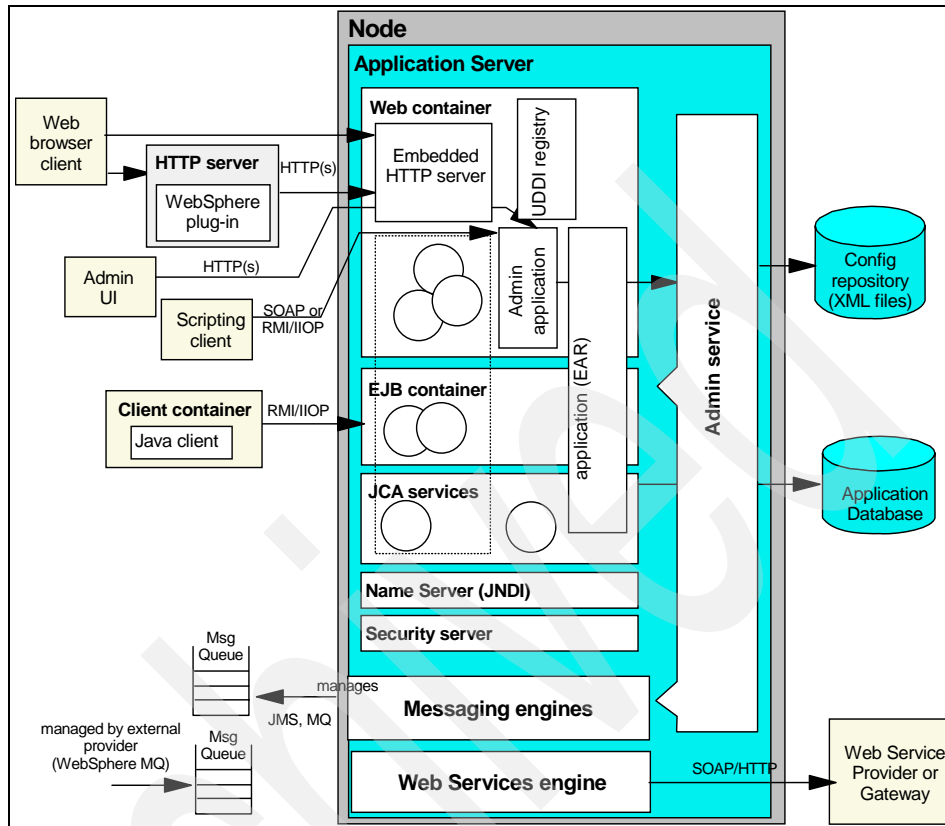 Node
Application Server
Web container
Web
browser
client
HTTP server
WebSphere
plug-in
HTTP(s)
Embedded
HTTP server
UDDI registry
Admin
UI
HTTP(s)
Scripting
client
SOAP or
RMI/IIOP
Admin
application
application (EAR)
Admin service
Config
repository
(XML files)
Client container
Java client
RMI/IIOP
EJB container
JCA services
Application
Database
Name Server (JNDI)
Security server
Msg
Queue
manages
JMS, MQ
Messaging engines
managed by external
provider
(WebSphere MQ)
Msg
Queue
Web Services engine
SOAP/HTTP
Web Service
Provider or
Gateway